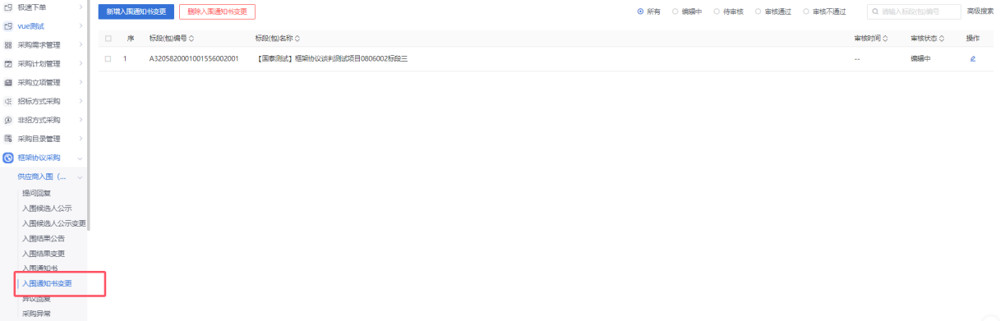 极速下单
vue测试
采购需求管理
采购计划管理
采购立项管理
招标方式采购
非招方式采购
采购目录管理
框架协议采购
供应商入围（...
提问回复
入围候选人公示
入围候选人公示变更
入围结果公告
入围结果变更
入围通知书
入围通知书变更
异议回复
采购异常
新增入围通知书变更 删除入围通知书变更 所有 编辑中 待审核 审核通过 审核不通过 请输入标段(包)编号 高级搜索
序 标段(包)编号 标段(包)名称 审核时间 审核状态 操作
1 A3205820001001556002001 【国泰测试】框架协议谈判测试项目0806002标段三 -- 编辑中